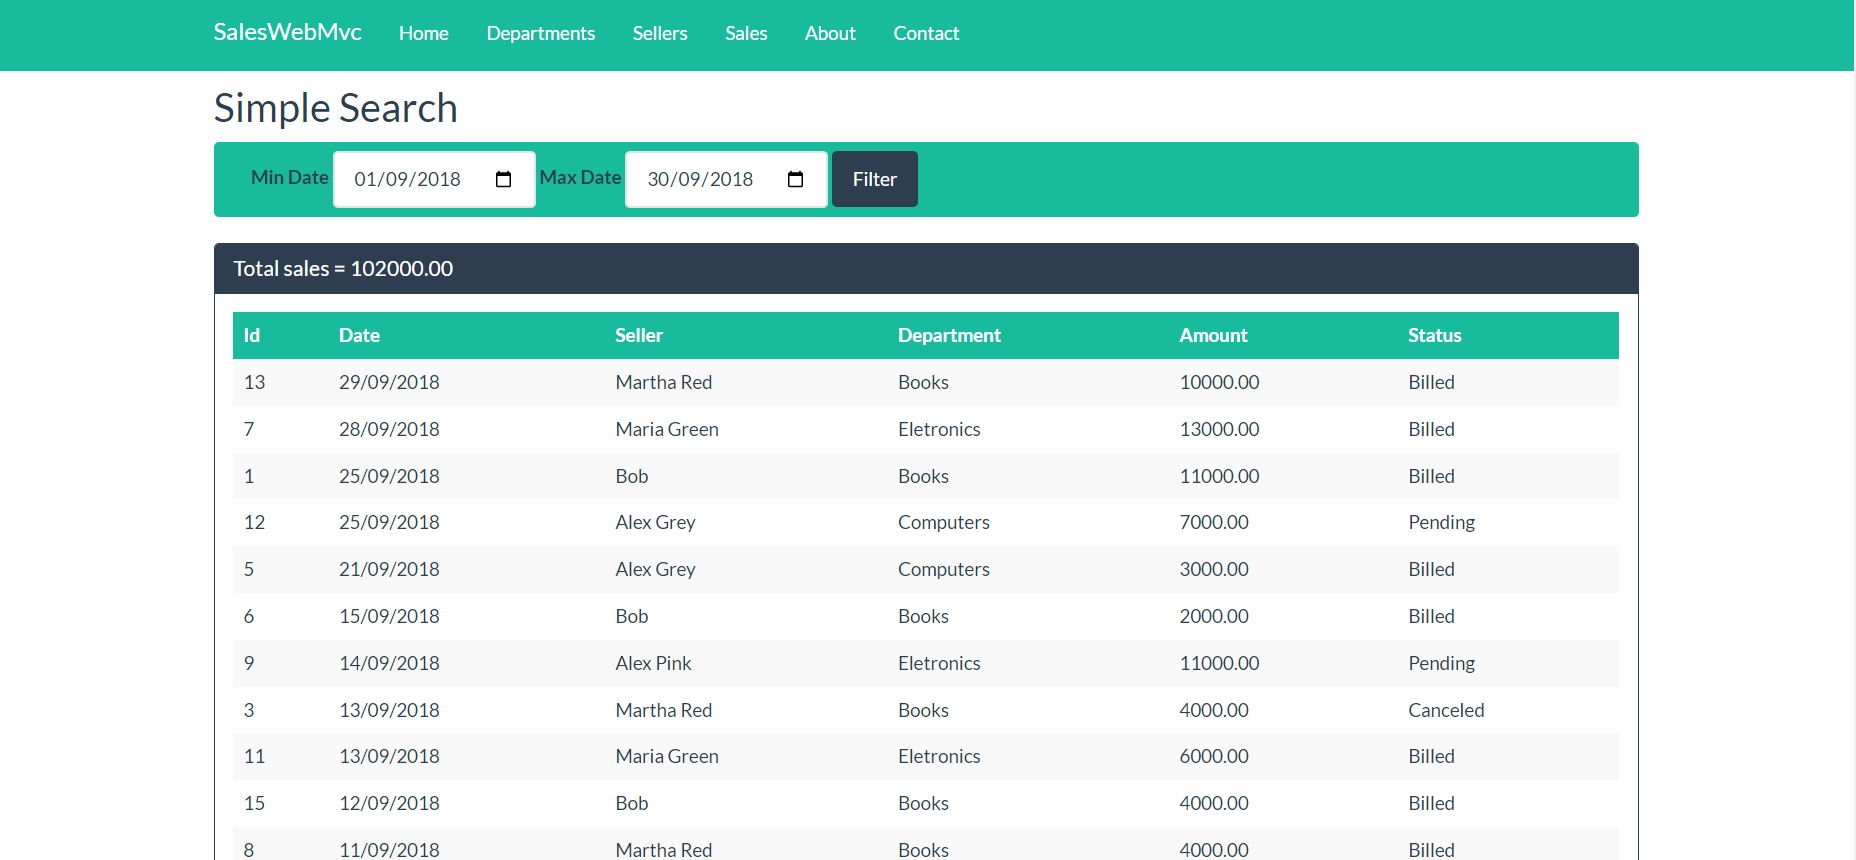 SalesWebMvc Home Departments Sellers Sales About Contact
Simple Search
Min Date 01/09/2018 Max Date 30/09/2018 Filter
Total sales = 102000.00
Id Date Seller Department Amount Status
13 29/09/2018 Martha Red Books 10000.00 Billed
7 28/09/2018 Maria Green Eletronics 13000.00 Billed
1 25/09/2018 Bob Books 11000.00 Billed
12 25/09/2018 Alex Grey Computers 7000.00 Pending
5 21/09/2018 Alex Grey Computers 3000.00 Billed
6 15/09/2018 Bob Books 2000.00 Billed
9 14/09/2018 Alex Pink Eletronics 11000.00 Pending
3 13/09/2018 Martha Red Books 4000.00 Canceled
11 13/09/2018 Maria Green Eletronics 6000.00 Billed
15 12/09/2018 Bob Books 4000.00 Billed
8 11/09/2018 Martha Red Books 4000.00 Billed